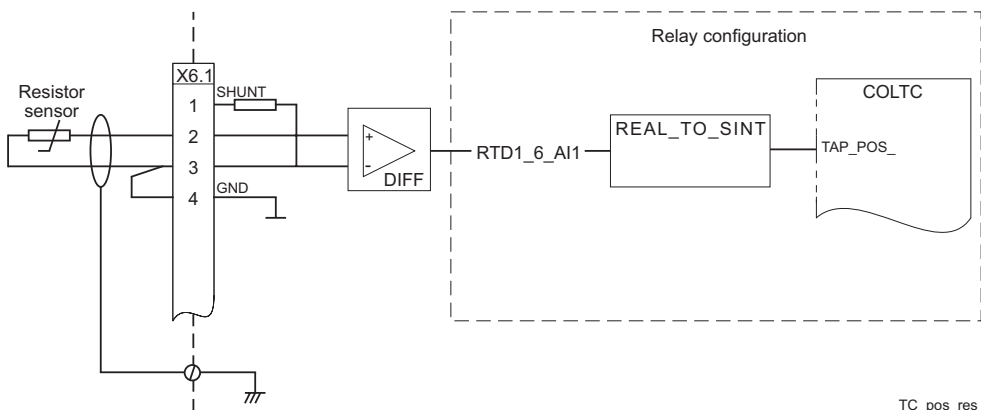 Relay configuration
X6.1
COLTC
Resistor
sensor
1
SHUNT
2
+
REAL_TO_SINT
TAP_POS_
RTD1_6_AI1
3
-
DIFF
4
GND
TC_pos_res